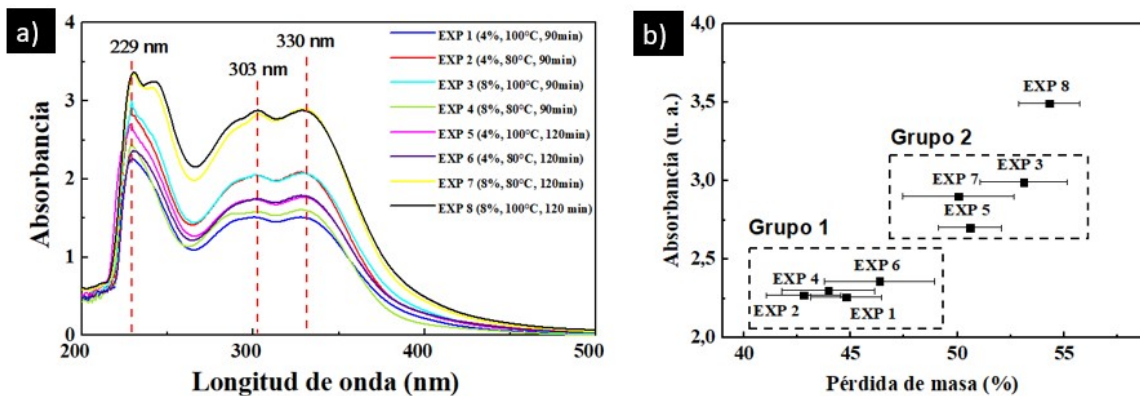 a)
229 nm
303 nm
330 nm
EXP 1 (4%, 100°C, 90min)
EXP 2 (4%, 80°C, 90min)
EXP 3 (8%, 100°C, 90min)
EXP 4 (8%, 80°C, 90min)
EXP 5 (4%, 100°C, 120min)
EXP 6 (4%, 80°C, 120min)
EXP 7 (8%, 80°C, 120min)
EXP 8 (8%, 100°C, 120 min)
Absorbancia
4
3
2
1
0
200
300
400
500
Longitud de onda (nm)
b)
Absorbancia (u. a.)
4,0
3,5
3,0
2,5
2,0
EXP 8
Grupo 2
EXP 3
EXP 7
EXP 5
Grupo 1
EXP 4
EXP 6
EXP 2
EXP 1
40
45
50
55
Pérdida de masa (%)